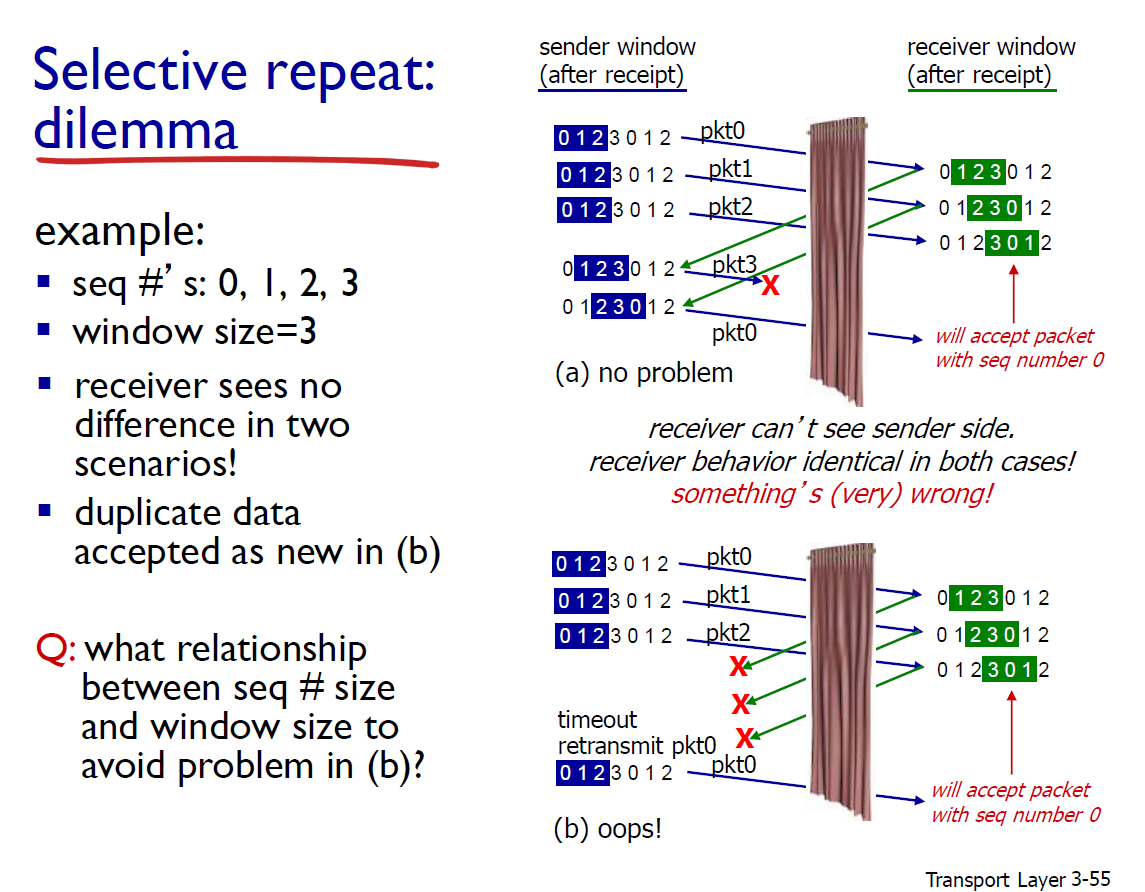 Selective repeat:
dilemma
example:
▪ seq #’ s: 0, 1, 2, 3
▪ window size=3
▪ receiver sees no
difference in two
scenarios!
▪ duplicate data
accepted as new in (b)
Q: what relationship
between seq # size
and window size to
avoid problem in (b)?
sender window
(after receipt)
receiver window
(after receipt)
0 1 2 3 0 1 2
pkt0
0 1 2 3 0 1 2
pkt1
0 1 2 3 0 1 2
pkt2
0 1 2 3 0 1 2
pkt3
X
0 1 2 3 0 1 2
pkt0
0 1 2 3 0 1 2
0 1 2 3 0 1 2
0 1 2 3 0 1 2
will accept packet
with seq number 0
(a) no problem
receiver can’ t see sender side.
receiver behavior identical in both cases!
something’ s (very) wrong!
0 1 2 3 0 1 2
pkt0
0 1 2 3 0 1 2
pkt1
0 1 2 3 0 1 2
pkt2
X
X
X
timeout
retransmit pkt0
0 1 2 3 0 1 2
pkt0
0 1 2 3 0 1 2
0 1 2 3 0 1 2
0 1 2 3 0 1 2
will accept packet
with seq number 0
(b) oops!
Transport Layer 3-55